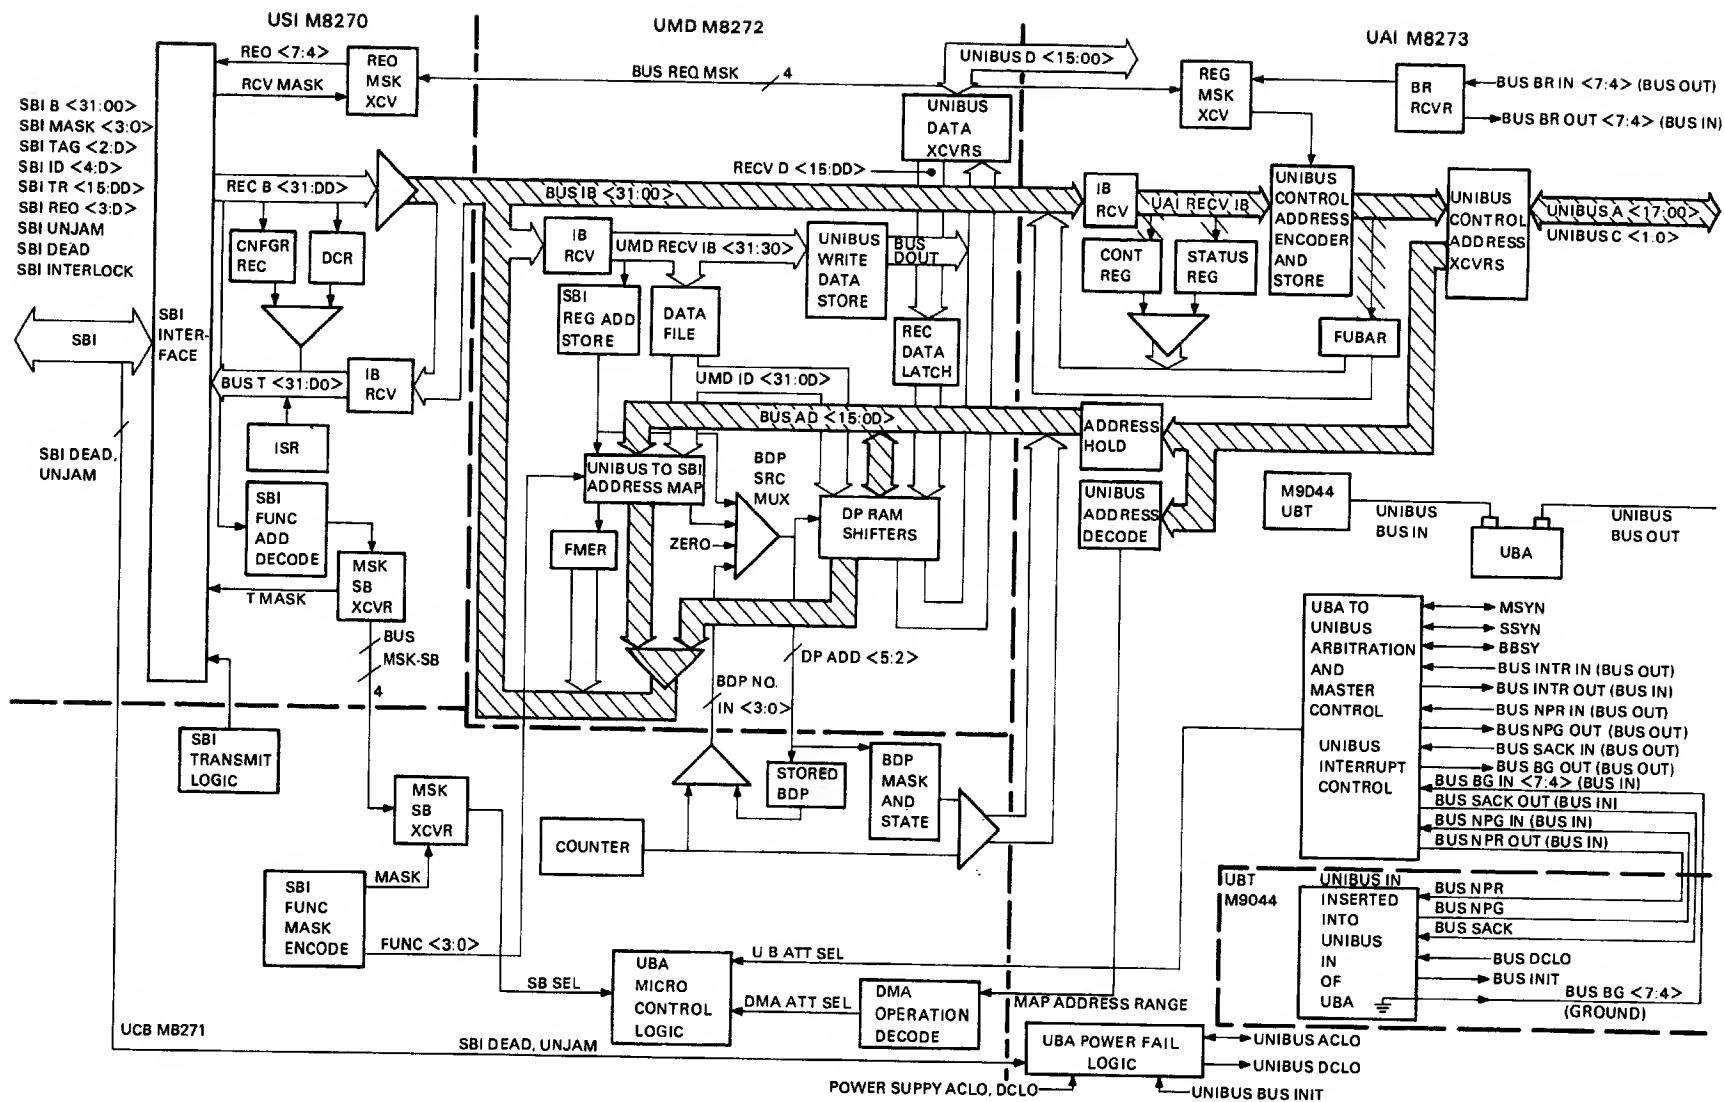 USI M8270
UMD M8272
UAI M8273
REO <7:4>
RCV MASK
REO
MSK
XCV
BUS REQ MSK
4
UNIBUS D <15:00>
REG
MSK
XCV
BR
RCVR
BUS BR IN <7:4> (BUS OUT)
BUS BR OUT <7:4> (BUS IN)
SBI B <31:00>
SBI MASK <3:O>
SBI TAG <2:D>
SBI ID <4:D>
SBI TR <15:DD>
SBI REO <3:D>
SBI UNJAM
SBI DEAD
SBI INTERLOCK
SBI
SBI
INTER-
FACE
UNIBUS
DATA
XCVRS
RECV D <15:DD>
REC B <31:DD>
BUS IB <31:00>
CNFGR
REC
DCR
IB
RCV
UMD RECV IB <31:30>
UNIBUS
WRITE
DATA
STORE
BUS
DOUT
IB
RCV
UAI RECV IB
CONT
REG
STATUS
REG
UNIBUS
CONTROL
ADDRESS
ENCODER
AND
STORE
UNIBUS
CONTROL
ADDRESS
XCVRS
UNIBUS A <17:00>
UNIBUS C <1.0>
SBI
REG ADD
STORE
DATA
FILE
REC
DATA
LATCH
FUBAR
BUS T <31:D0>
IB
RCV
ISR
UMD ID <31:0D>
BUS AD <15:0D>
ADDRESS
HOLD
SBI DEAD,
UNJAM
SBI
FUNC
ADD
DECODE
UNIBUS TO SBI
ADDRESS MAP
BDP
SRC
MUX
ZERO
DP RAM
SHIFTERS
UNIBUS
ADDRESS
DECODE
M9D44
UBT
UNIBUS
BUS IN
UBA
UNIBUS
BUS OUT
FMER
MSK
SB
XCVR
T MASK
BUS
MSK-SB
4
DP ADD <5:2>
BDP NO.
IN <3:0>
UBA TO
UNIBUS
ARBITRATION
AND
MASTER
CONTROL
UNIBUS
INTERRUPT
CONTROL
MSYN
SSYN
BBSY
BUS INTR IN (BUS OUT)
BUS INTR OUT (BUS IN)
BUS NPR IN (BUS OUT)
BUS NPG OUT (BUS OUT)
BUS SACK IN (BUS OUT)
BUS BG OUT (BUS OUT)
BUS BG IN <7:4> (BUS IN)
BUS SACK OUT (BUS IN)
BUS NPG IN (BUS IN)
BUS NPR OUT (BUS IN)
SBI
TRANSMIT
LOGIC
MSK
SB
XCVR
STORED
BDP
BDP
MASK
AND
STATE
COUNTER
SBI
FUNC
MASK
ENCODE
MASK
FUNC <3:0>
UBT
M9044
UNIBUS IN
INSERTED
INTO
UNIBUS
IN
OF
UBA
BUS NPR
BUS NPG
BUS SACK
BUS DCLO
BUS INIT
BUS BG <7:4>
(GROUND)
SB SEL
UBA
MICRO
CONTROL
LOGIC
U B ATT SEL
DMA ATT SEL
DMA
OPERATION
DECODE
MAP ADDRESS RANGE
UCB MB271
SBI DEAD, UNJAM
UBA POWER FAIL
LOGIC
UNIBUS ACLO
UNIBUS DCLO
POWER SUPPLY ACLO, DCLO
UNIBUS BUS INIT